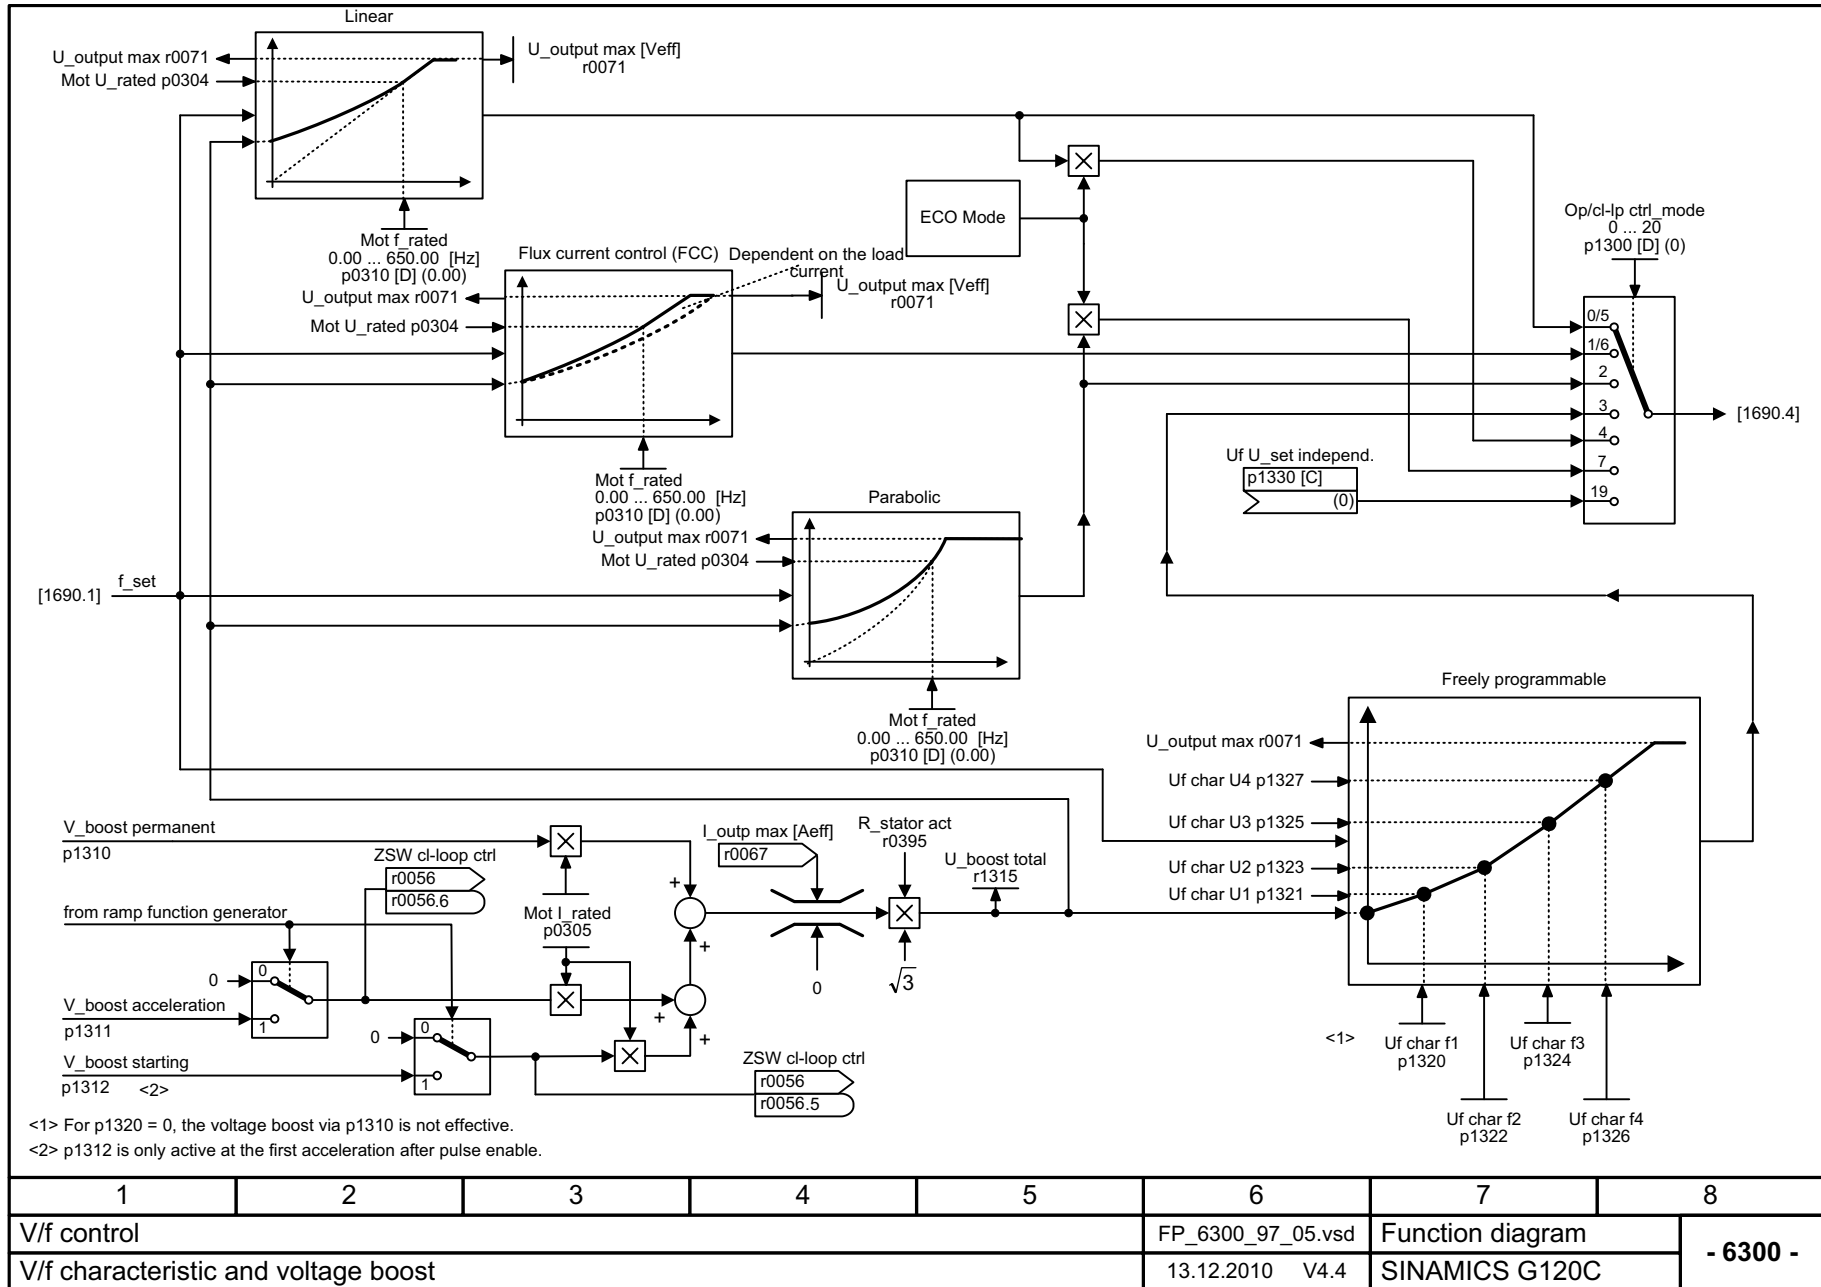 Linear
U_output max r0071
Mot U_rated p0304
U_output max [Veff]
r0071
Mot f_rated
0.00 ... 650.00 [Hz]
p0310 [D] (0.00)
ECO Mode
Op/cl-lp ctrl_mode
0 ... 20
p1300 [D] (0)
Flux current control (FCC)
Dependent on the load
current
U_output max r0071
Mot U_rated p0304
U_output max [Veff]
r0071
Mot f_rated
0.00 ... 650.00 [Hz]
p0310 [D] (0.00)
0/5
1/6
2
3
4
7
19
[1690.4]
Uf U_set independ.
p1330 [C]
(0)
Parabolic
U_output max r0071
Mot U_rated p0304
Mot f_rated
0.00 ... 650.00 [Hz]
p0310 [D] (0.00)
[1690.1]
f_set
Freely programmable
U_output max r0071
Uf char U4 p1327
Uf char U3 p1325
Uf char U2 p1323
Uf char U1 p1321
<1>
Uf char f1
p1320
Uf char f3
p1324
Uf char f2
p1322
Uf char f4
p1326
V_boost permanent
p1310
ZSW cl-loop ctrl
r0056
r0056.6
from ramp function generator
Mot I_rated
p0305
I_outp max [Aeff]
r0067
R_stator act
r0395
U_boost total
r1315
+
+
+
+
0
√3
0
0
1
V_boost acceleration
p1311
0
0
1
V_boost starting
p1312 <2>
ZSW cl-loop ctrl
r0056
r0056.5
<1> For p1320 = 0, the voltage boost via p1310 is not effective.
<2> p1312 is only active at the first acceleration after pulse enable.
1 2 3 4 5 6 7 8
V/f control
FP_6300_97_05.vsd
Function diagram
- 6300 -
V/f characteristic and voltage boost
13.12.2010 V4.4
SINAMICS G120C